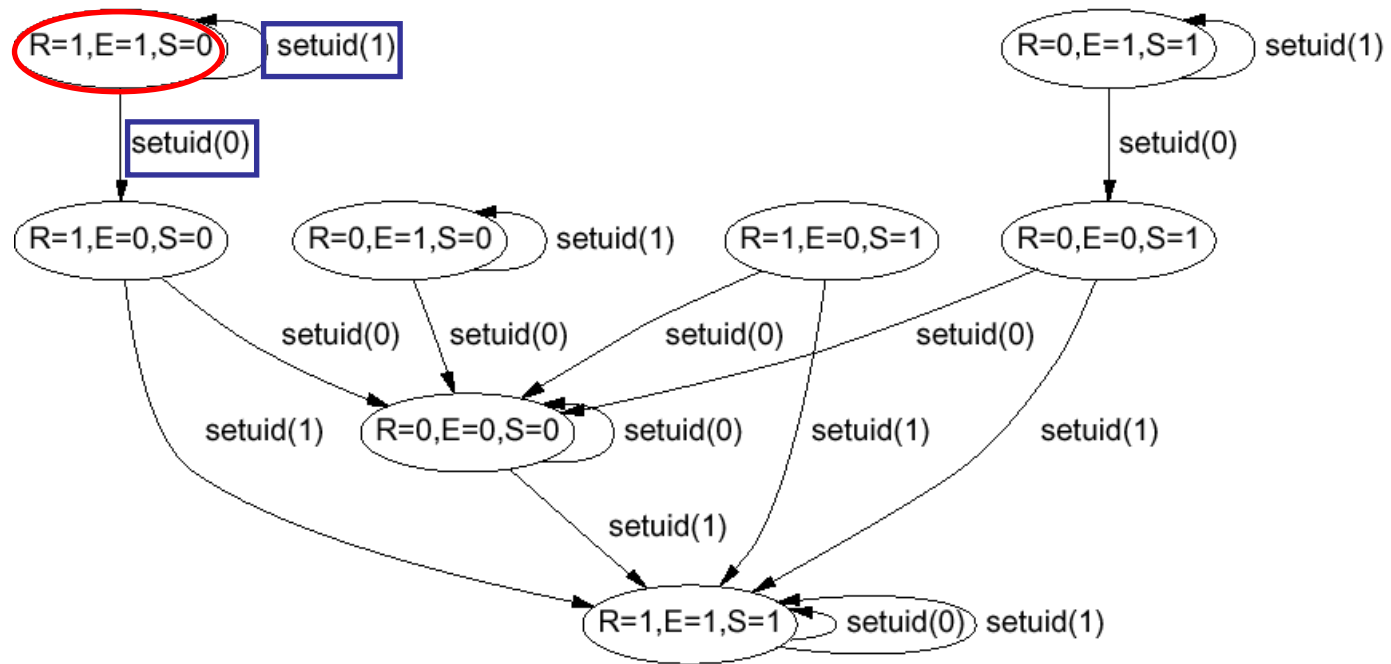 R=1,E=1,S=0
setuid(1)
R=0,E=1,S=1
setuid(1)
setuid(0)
setuid(0)
R=1,E=0,S=0
R=0,E=1,S=0
setuid(1)
R=1,E=0,S=1
R=0,E=0,S=1
setuid(0)
setuid(0)
setuid(0)
setuid(0)
setuid(1)
R=0,E=0,S=0
setuid(0)
setuid(1)
setuid(1)
setuid(1)
R=1,E=1,S=1
setuid(0)
setuid(1)